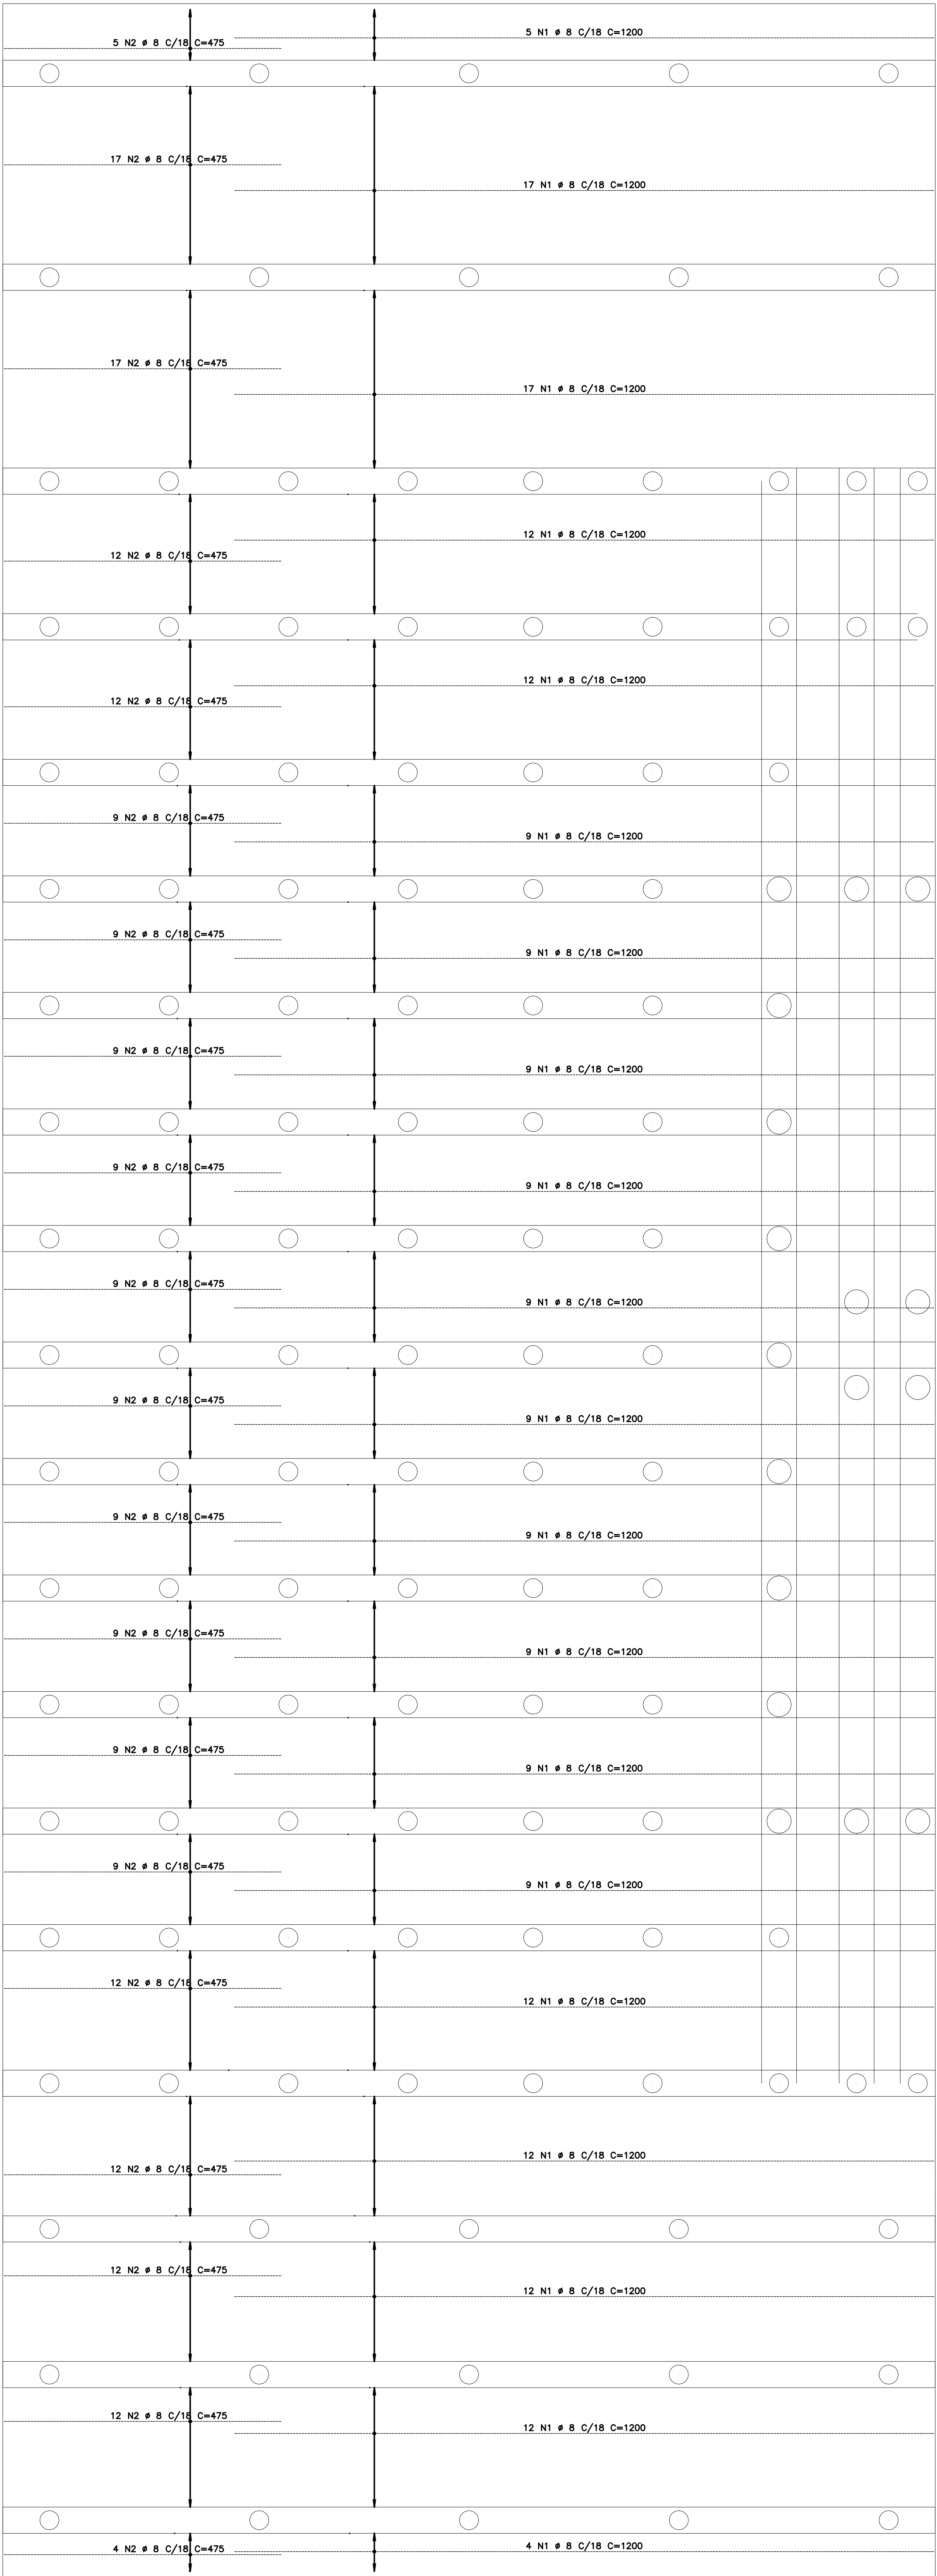 5 N1 ø 8 C/18 C=1200
5 N2 ø 8 C/18 C=475
17 N2 ø 8 C/18 C=475
17 N1 ø 8 C/18 C=1200
17 N2 ø 8 C/18 C=475
17 N1 ø 8 C/18 C=1200
12 N1 ø 8 C/18 C=1200
12 N2 ø 8 C/18 C=475
12 N1 ø 8 C/18 C=1200
12 N2 ø 8 C/18 C=475
9 N2 ø 8 C/18 C=475
9 N1 ø 8 C/18 C=1200
9 N2 ø 8 C/18 C=475
9 N1 ø 8 C/18 C=1200
9 N2 ø 8 C/18 C=475
9 N1 ø 8 C/18 C=1200
9 N2 ø 8 C/18 C=475
9 N1 ø 8 C/18 C=1200
9 N2 ø 8 C/18 C=475
9 N1 ø 8 C/18 C=1200
9 N2 ø 8 C/18 C=475
9 N1 ø 8 C/18 C=1200
9 N2 ø 8 C/18 C=475
9 N1 ø 8 C/18 C=1200
9 N2 ø 8 C/18 C=475
9 N1 ø 8 C/18 C=1200
9 N2 ø 8 C/18 C=475
9 N1 ø 8 C/18 C=1200
9 N2 ø 8 C/18 C=475
9 N1 ø 8 C/18 C=1200
12 N2 ø 8 C/18 C=475
12 N1 ø 8 C/18 C=1200
12 N1 ø 8 C/18 C=1200
12 N2 ø 8 C/18 C=475
12 N2 ø 8 C/18 C=475
12 N1 ø 8 C/18 C=1200
12 N2 ø 8 C/18 C=475
12 N1 ø 8 C/18 C=1200
4 N1 ø 8 C/18 C=1200
4 N2 ø 8 C/18 C=475